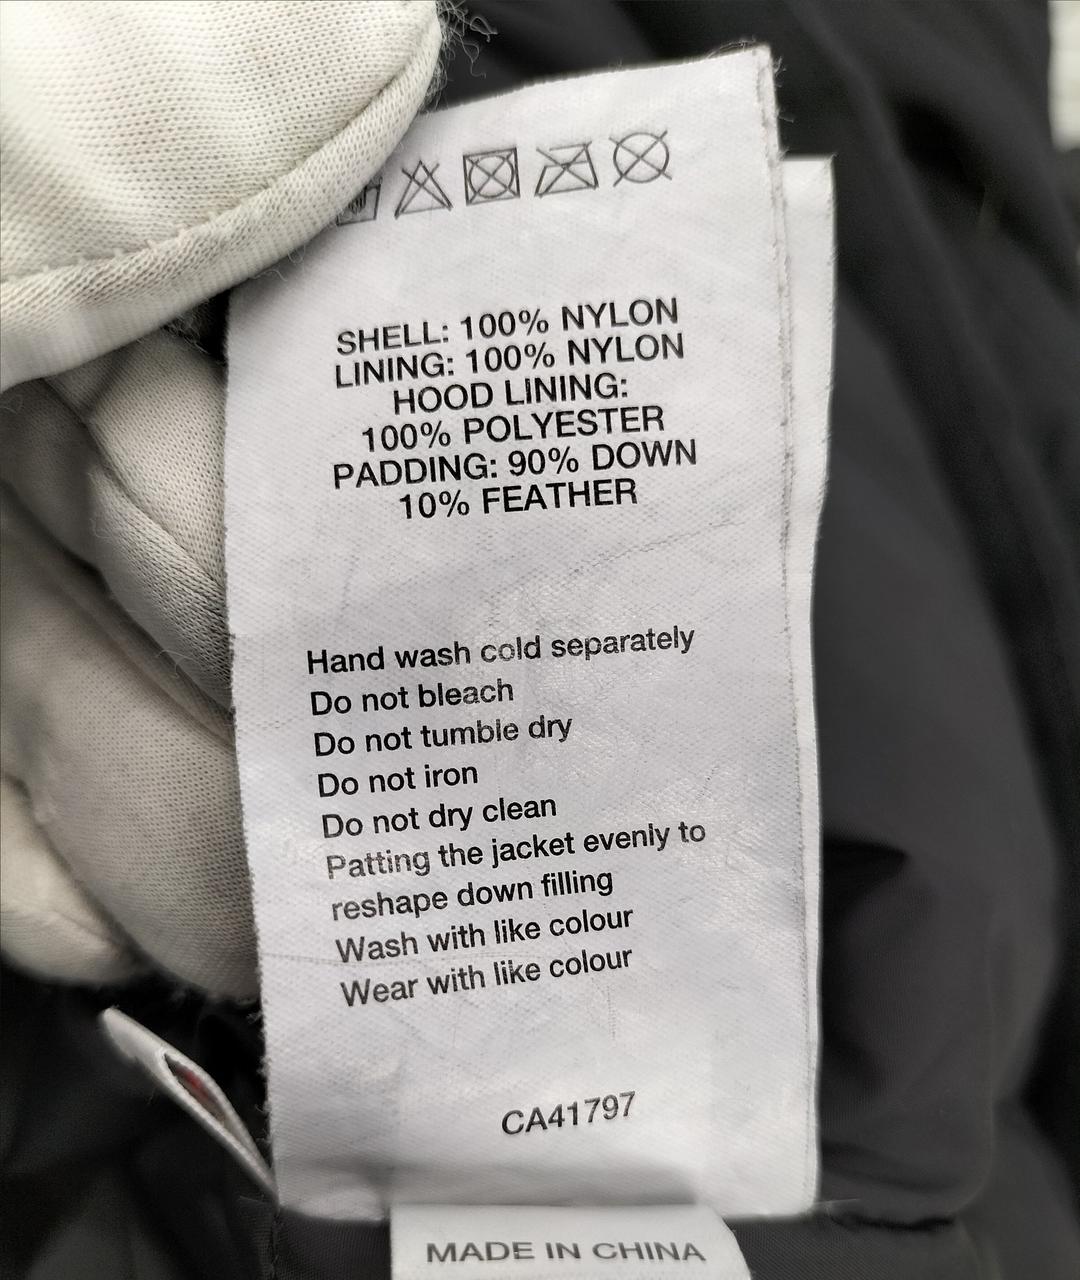 SHELL: 100% NYLON
LINING: 100% NYLON
HOOD LINING:
100% POLYESTER
PADDING: 90% DOWN
10% FEATHER
Hand wash cold separately
Do not bleach
Do not tumble dry
Do not iron
Do not dry clean
Patting the jacket evenly to
reshape down filling
Wash with like colour
Wear with like colour
CA41797
MADE IN CHINA